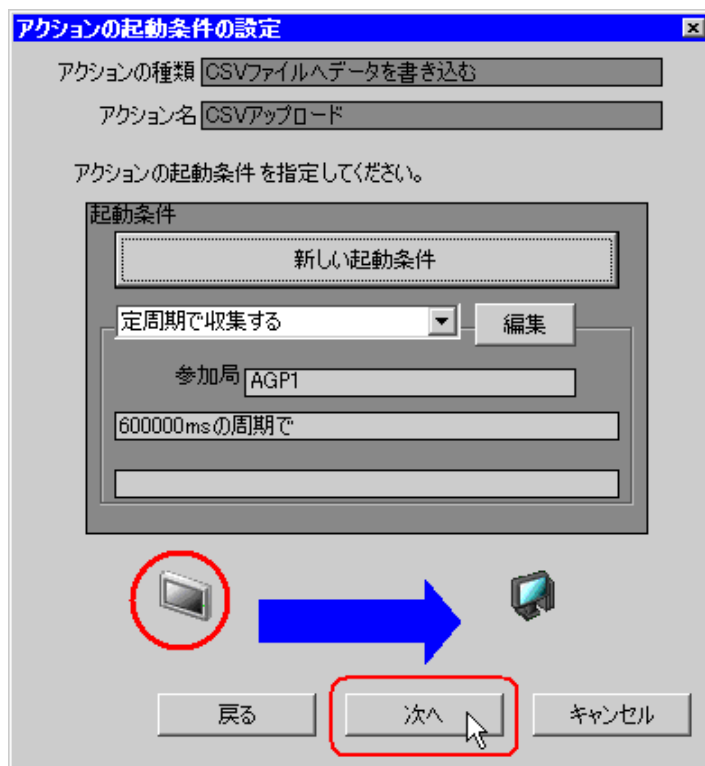 アクションの起動条件の設定
アクションの種類 CSVファイルへデータを書き込む
アクション名 CSVアップロード
アクションの起動条件 を指定してください。
起動条件
新しい起動条件
定周期で収集する 編集
参加局 AGP1
600000msの周期で
戻る 次へ キャンセル